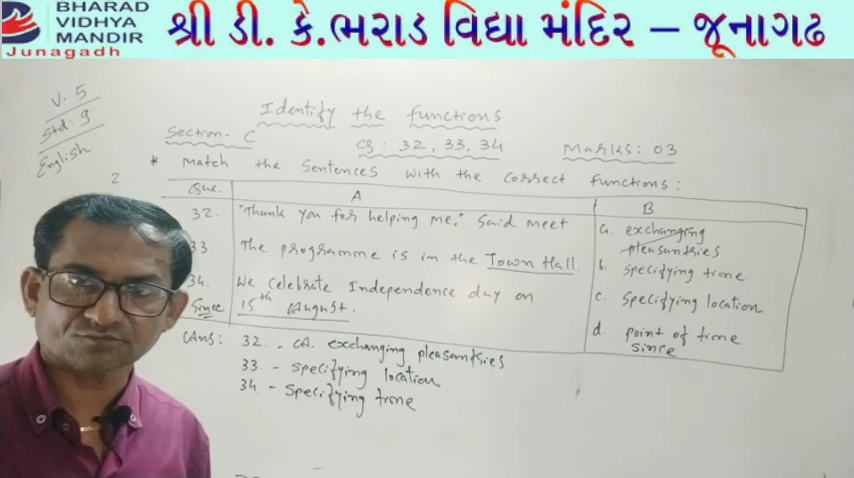 BHARAD
VIDHYA
MANDIR
Junagadh
શ્રી ડી. કે.ભરાડ વિદ્યા મંદિર – જૂનાગઢ
V. 5
Std: 9
English
Identify the functions
Section- C
Q: 32, 33, 34
Marks: 03
* Match the Sentences with the correct functions:
Que.
A
B
32. "Thank you for helping me," Said meet
33. The programme is in the Town Hall.
34. We celebrate Independence day on
Since 15th August.
a. exchanging
pleasantries
b. specifying time
c. Specifying location
d. point of time
since
Ans: 32. - a. exchanging pleasantries
33. - specifying location
34 - Specifying time